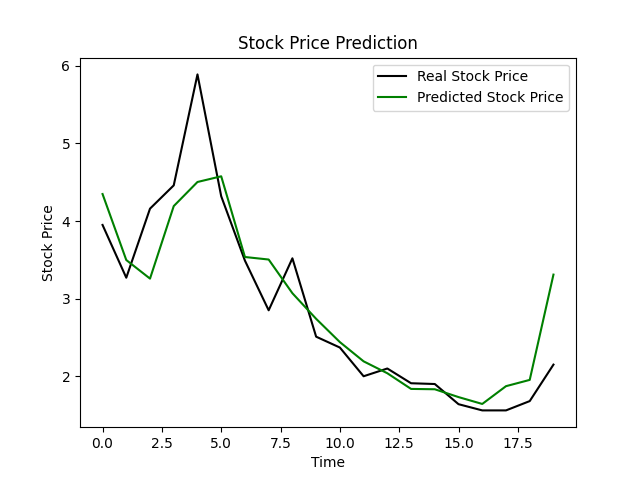 Stock Price Prediction
Real Stock Price
Predicted Stock Price
Stock Price
6
5
4
3
2
0.0 2.5 5.0 7.5 10.0 12.5 15.0 17.5
Time